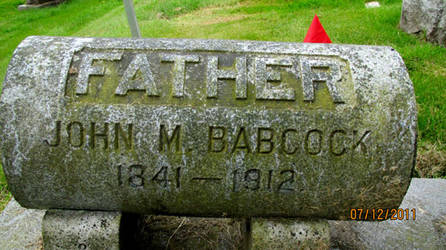 FATHER
JOHN M. BABCOCK
1841 — 1912
07/12/2011